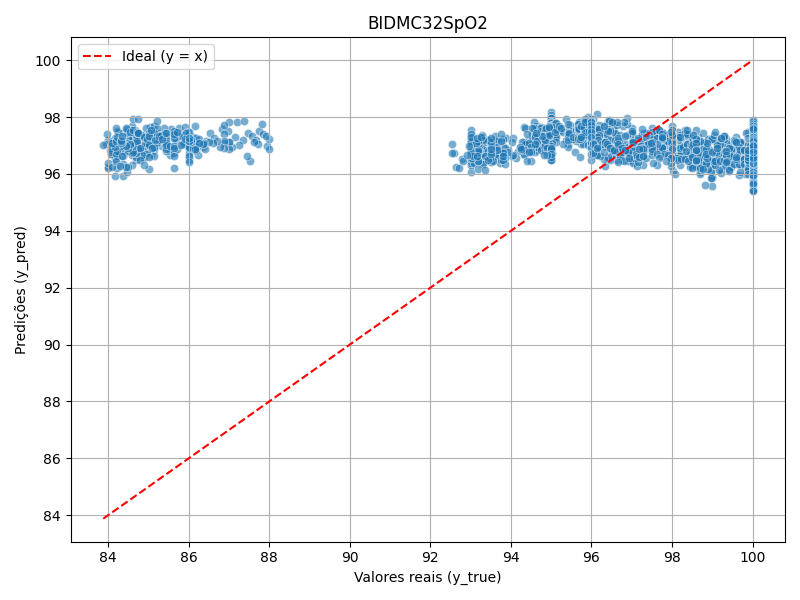 BIDMC32SpO2
Ideal (y = x)
Predições (y_pred)
100
98
96
94
92
90
88
86
84
84 86 88 90 92 94 96 98 100
Valores reais (y_true)